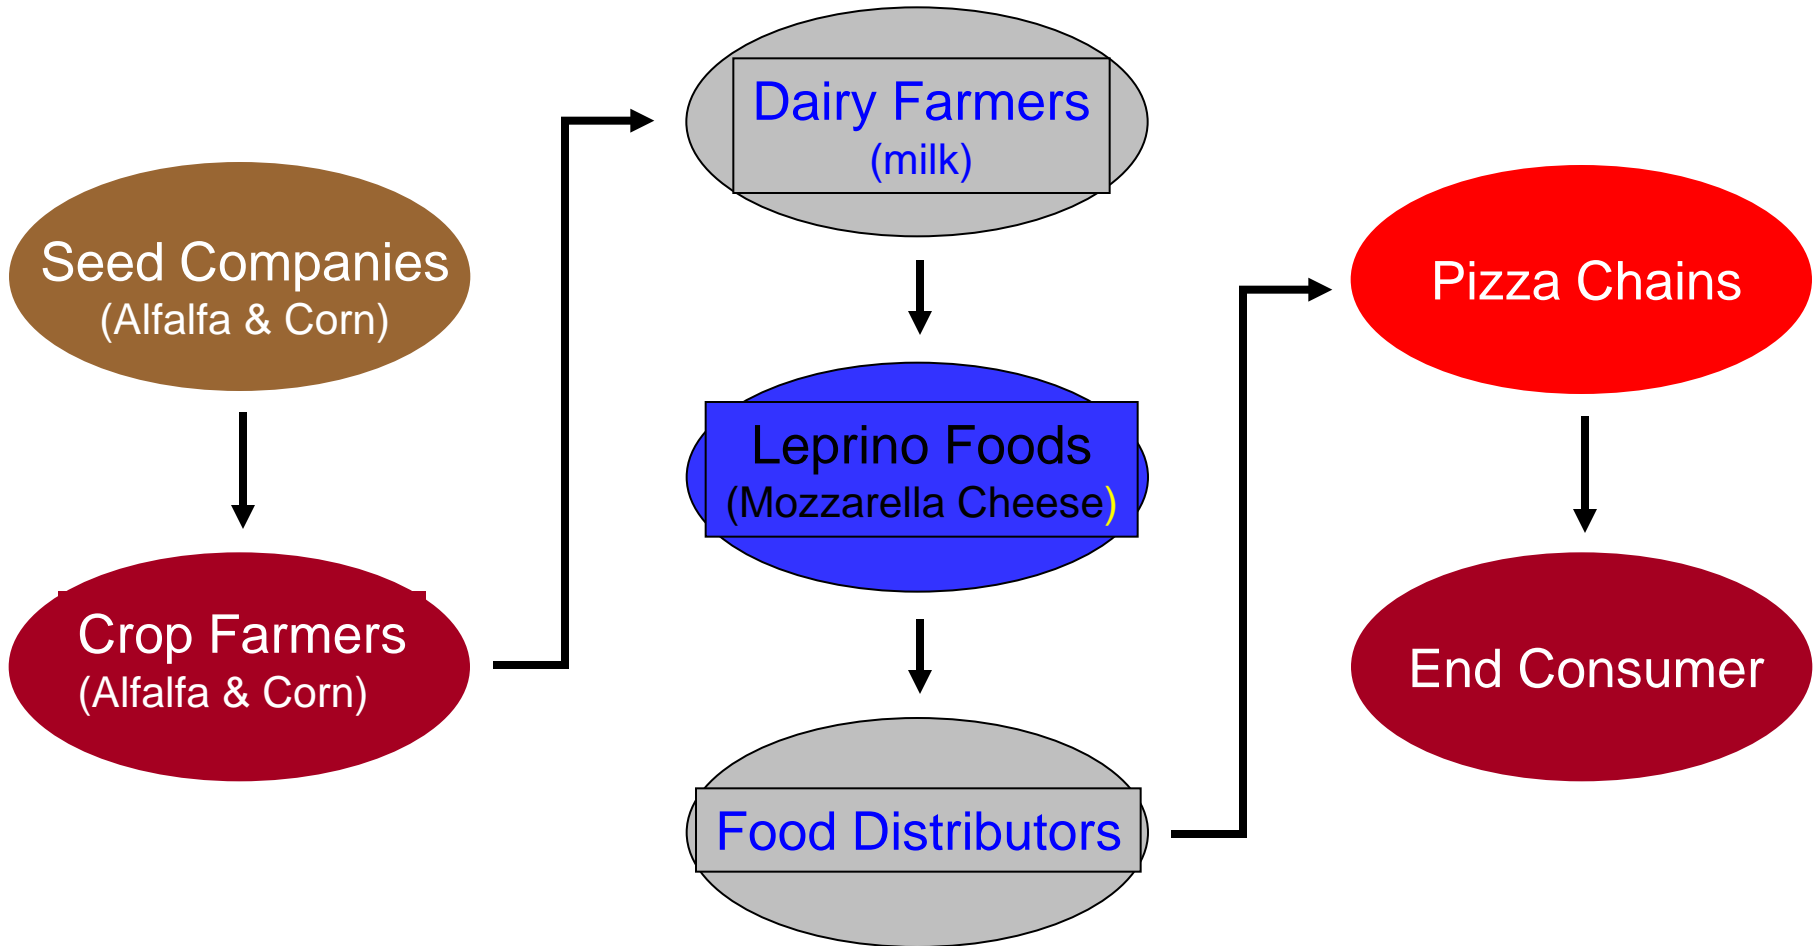 Seed Companies
(Alfalfa & Corn)
Crop Farmers
(Alfalfa & Corn)
Dairy Farmers
(milk)
Leprino Foods
(Mozzarella Cheese)
Food Distributors
Pizza Chains
End Consumer